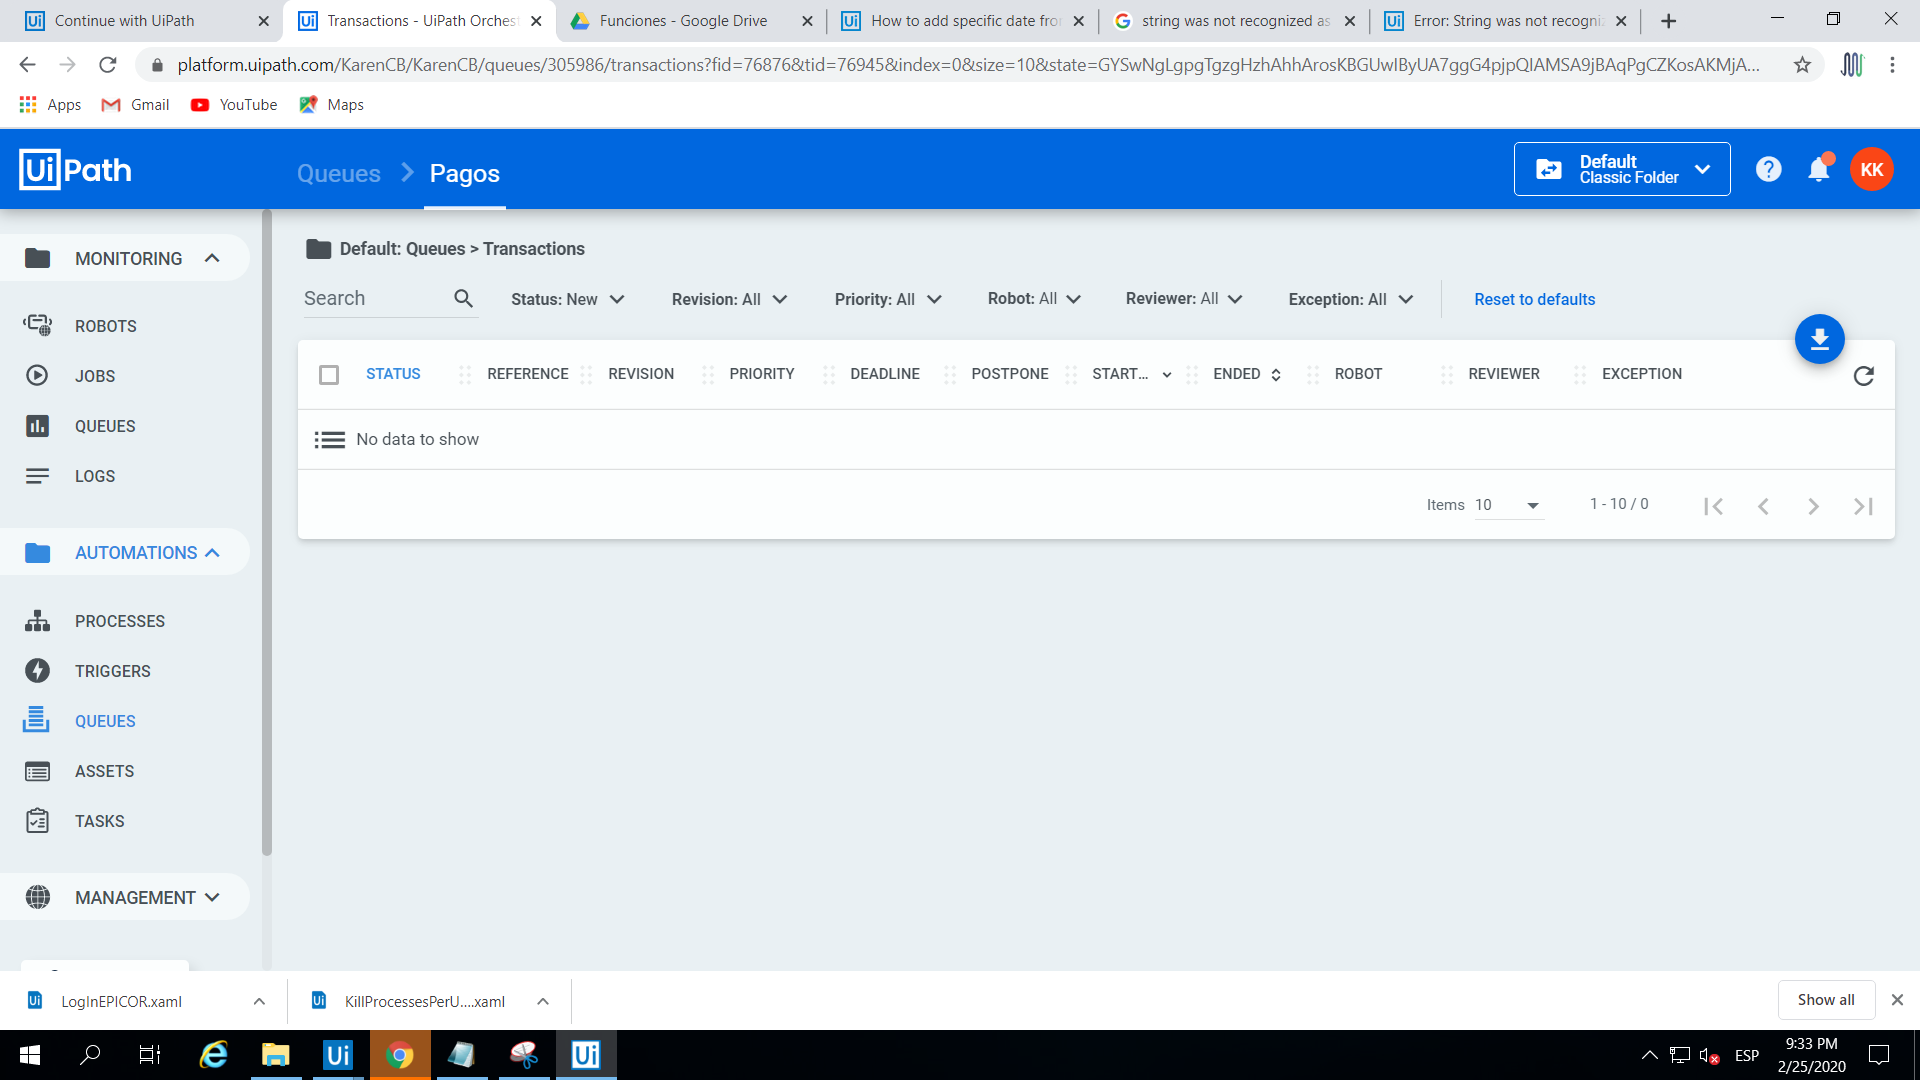 Continue with UiPath
Transactions - UiPath Orchest
Funciones - Google Drive
How to add specific date fro
string was not recognized as
Error: String was not recogniz
platform.uipath.com/KarenCB/KarenCB/queues/305986/transactions?fid=76876&tid=76945&index=0&size=10&state=GYSwNgLgpgTgzgHzhAhhArosKBGUwIByUA7ggG4pjpQIAMSA9jBAqPgCZKosAKMjA...
Apps
Gmail
YouTube
Maps
UiPath
Queues
Pagos
Default
Classic Folder
KK
MONITORING
ROBOTS
JOBS
QUEUES
LOGS
AUTOMATIONS
PROCESSES
TRIGGERS
QUEUES
ASSETS
TASKS
MANAGEMENT
Default: Queues > Transactions
Search
Status: New
Revision: All
Priority: All
Robot: All
Reviewer: All
Exception: All
Reset to defaults
STATUS
REFERENCE
REVISION
PRIORITY
DEADLINE
POSTPONE
START...
ENDED
ROBOT
REVIEWER
EXCEPTION
No data to show
Items 10
1 - 10 / 0
LogInEPICOR.xaml
KillProcessesPerU....xaml
Show all
ESP
9:33 PM
2/25/2020